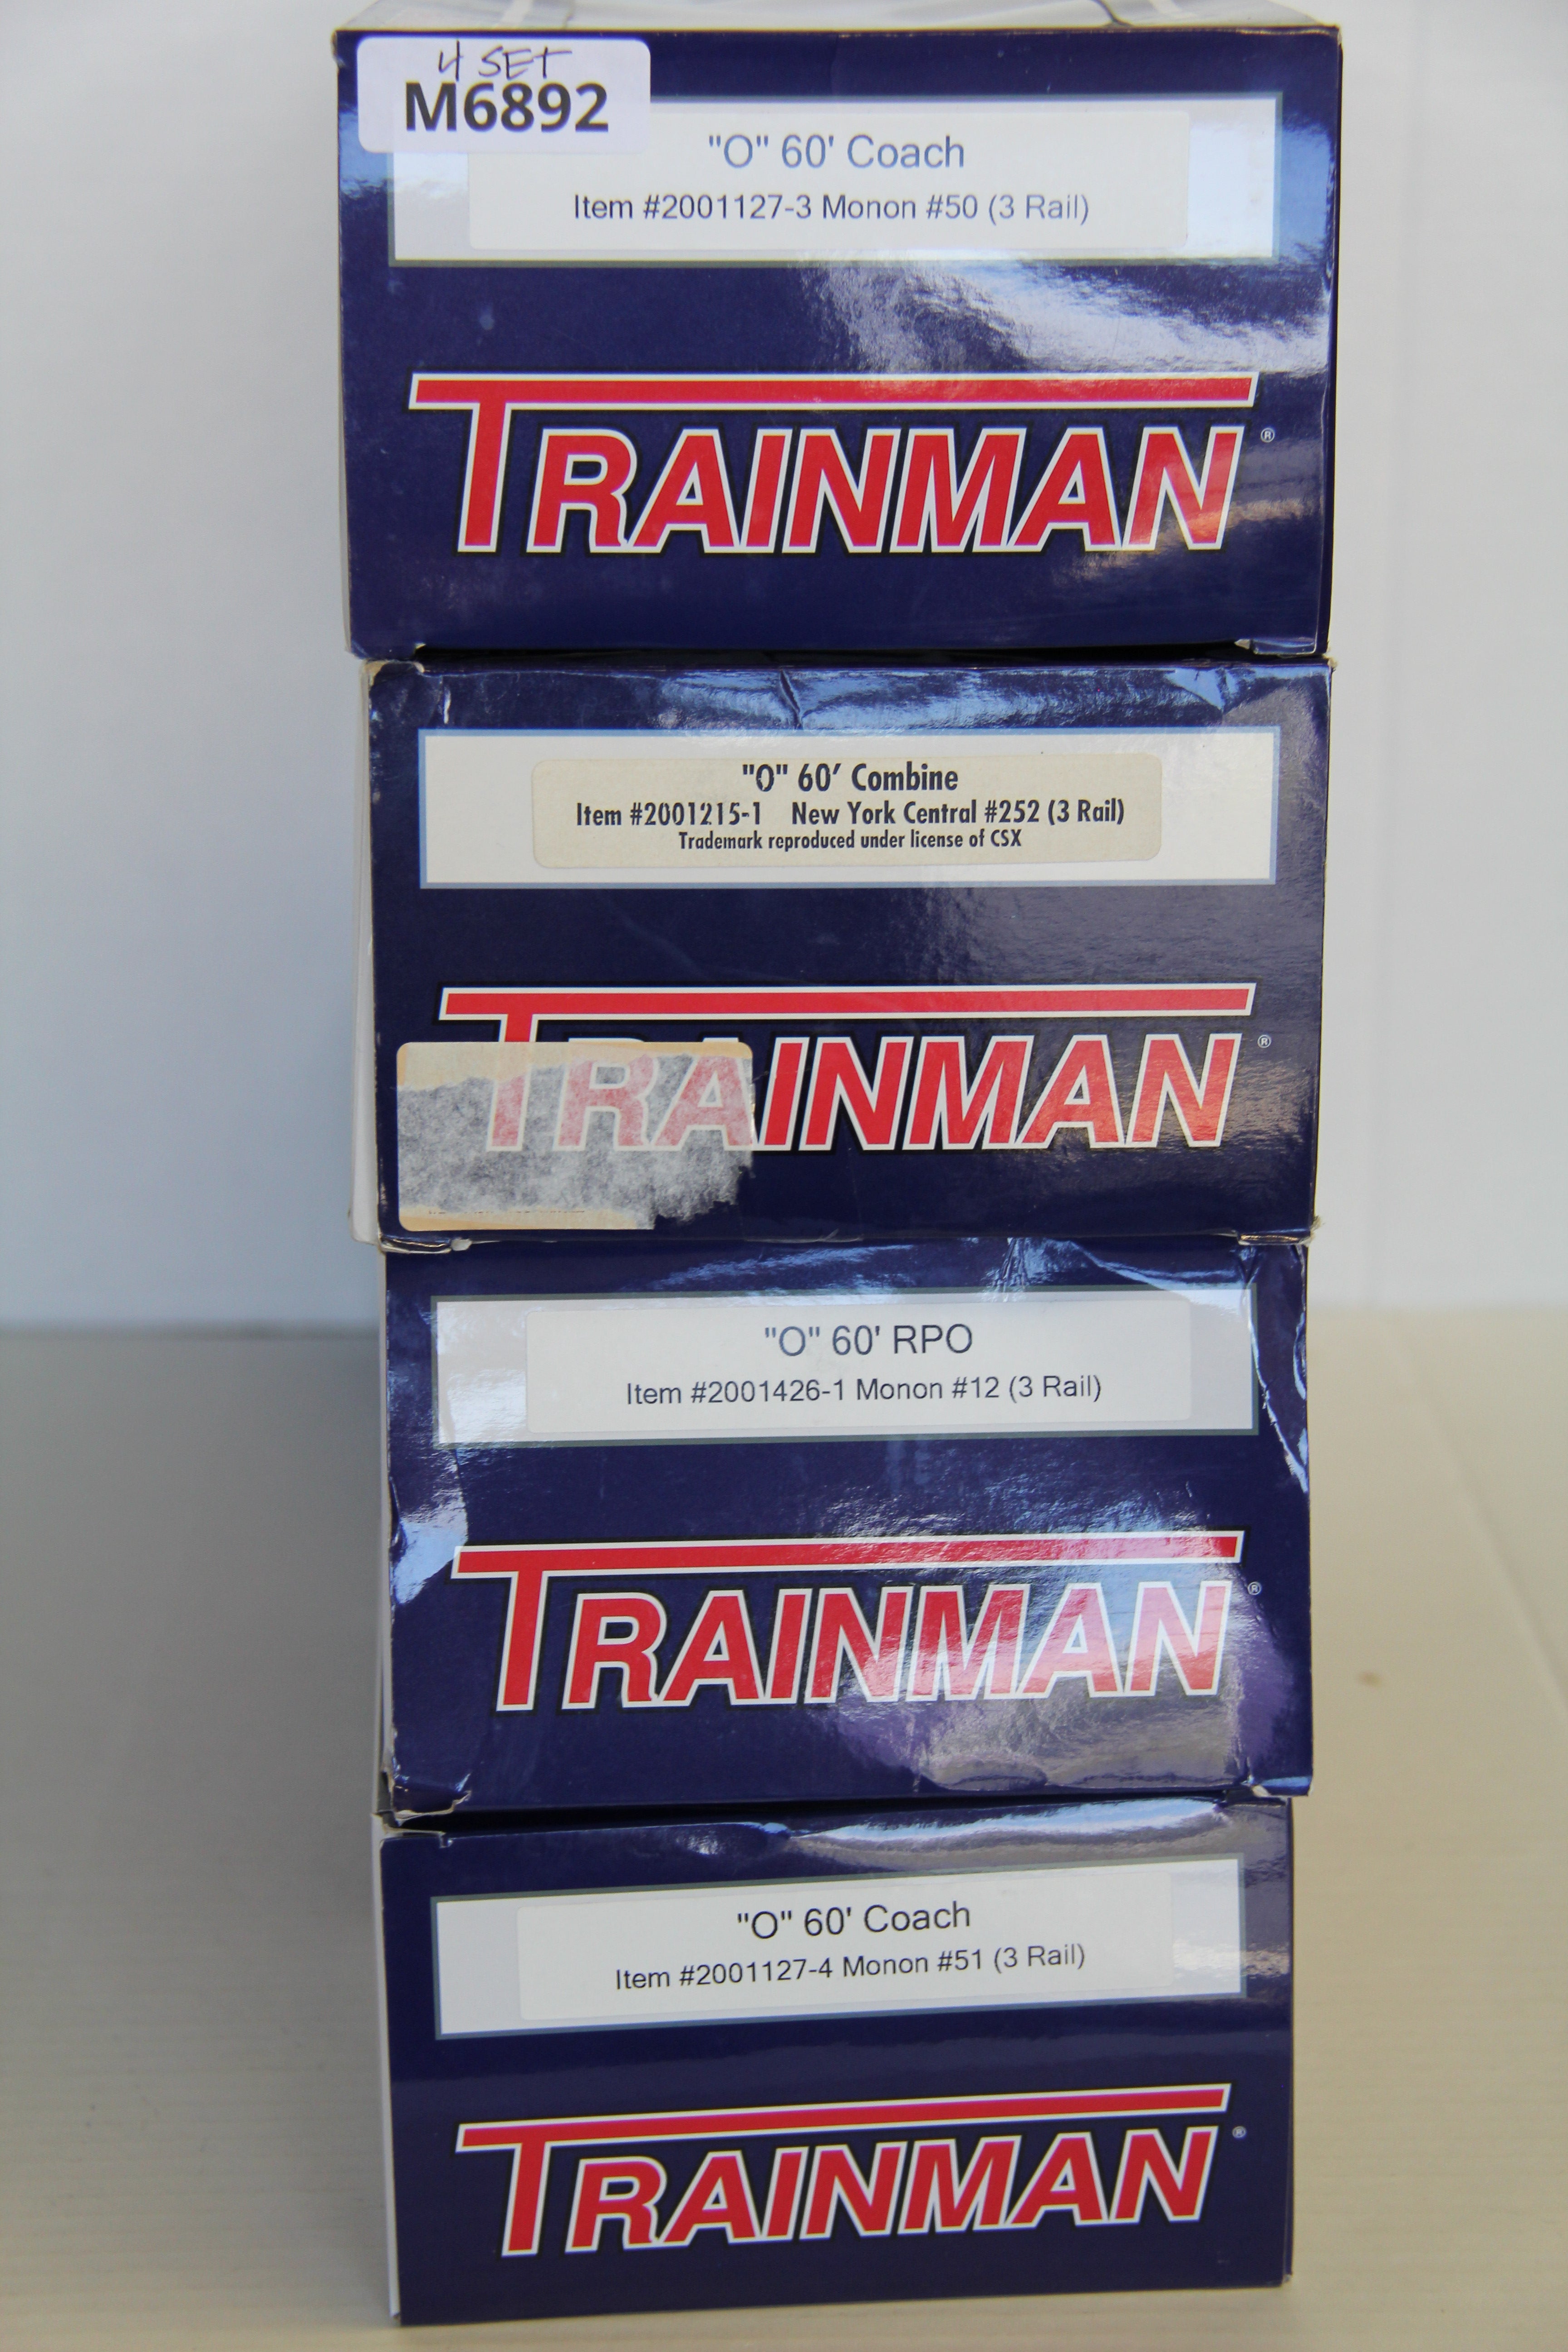 4 SET
M6892
"O" 60' Coach
Item #2001127-3 Monon #50 (3 Rail)
TRAINMAN®
"O" 60' Combine
Item #2001215-1 New York Central #252 (3 Rail)
Trademark reproduced under license of CSX
TRAINMAN®
"O" 60' RPO
Item #2001426-1 Monon #12 (3 Rail)
TRAINMAN®
"O" 60' Coach
Item #2001127-4 Monon #51 (3 Rail)
TRAINMAN®